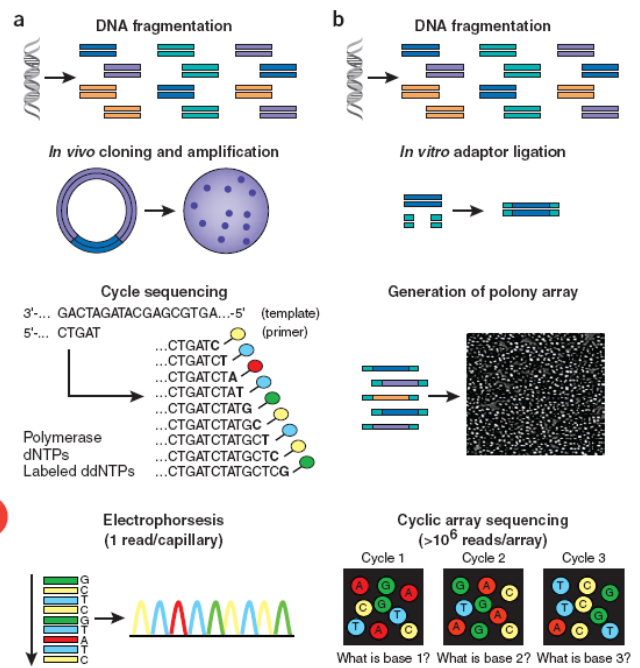 a
DNA fragmentation
In vivo cloning and amplification
Cycle sequencing
3'-... GACTAGATACGAGCGTGA...-5' (template)
5'-... CTGAT (primer)
...CTGATC
...CTGATCT
...CTGATCTA
...CTGATCTAT
...CTGATCTATG
...CTGATCTATGC
...CTGATCTATGCT
...CTGATCTATGCTC
...CTGATCTATGCTCG
Polymerase
dNTPs
Labeled ddNTPs
Electrophorsesis
(1 read/capillary)
G
C
T
C
G
T
A
T
C
b
DNA fragmentation
In vitro adaptor ligation
Generation of polony array
Cyclic array sequencing
(>10⁶ reads/array)
Cycle 1
A G A
C G
T T
T A C
What is base 1?
Cycle 2
G A C
T G
A
A G C
What is base 2?
Cycle 3
T C G
T C
G
A C T
What is base 3?